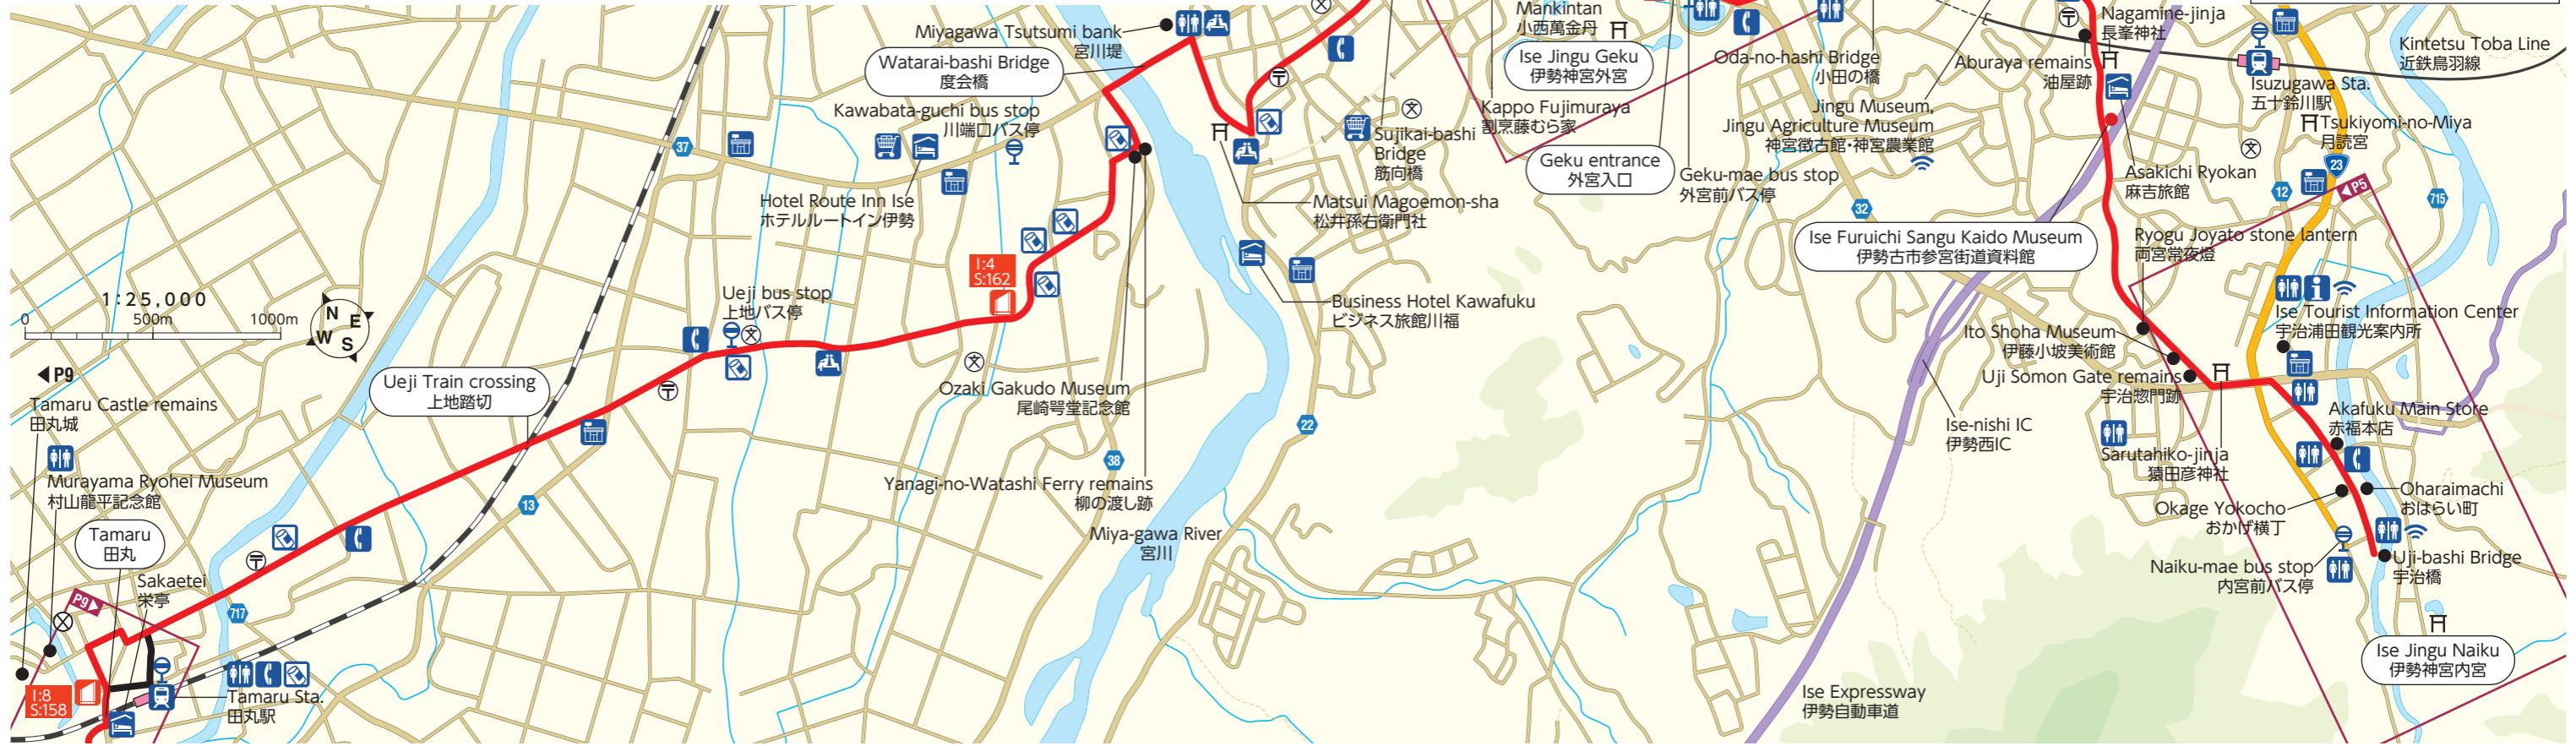 Miyagawa Tsutsumi bank
宮川堤
Watarai-bashi Bridge
度会橋
Kawabata-guchi bus stop
川端口バス停
37
Hotel Route Inn Ise
ホテルルートイン伊勢
1:25,000
0
500m
1000m
N
E
S
W
Ueji bus stop
上地バス停
I:4
S:162
◀P9
Tamaru Castle remains
田丸城
Ueji Train crossing
上地踏切
Murayama Ryohei Museum
村山龍平記念館
13
Tamaru
田丸
Sakaetei
栄亭
P9▶
717
I:8
S:158
Tamaru Sta.
田丸駅
Ozaki Gakudo Museum
尾崎咢堂記念館
38
Yanagi-no-Watashi Ferry remains
柳の渡し跡
Miya-gawa River
宮川
22
Matsui Magoemon-sha
松井孫右衛門社
Business Hotel Kawafuku
ビジネス旅館川福
Sujikai-bashi
Bridge
筋向橋
Mankintan
小西萬金丹
Ise Jingu Geku
伊勢神宮外宮
Kappo Fujimuraya
割烹藤むら家
Geku entrance
外宮入口
Geku-mae bus stop
外宮前バス停
Oda-no-hashi Bridge
小田の橋
Jingu Museum,
Jingu Agriculture Museum
神宮徴古館・神宮農業館
32
Nagamine-jinja
長峯神社
Aburaya remains
油屋跡
Kintetsu Toba Line
近鉄鳥羽線
Isuzugawa Sta.
五十鈴川駅
Tsukiyomi-no-Miya
月読宮
23
Asakichi Ryokan
麻吉旅館
12
◀P5
715
Ise Furuichi Sangu Kaido Museum
伊勢古市参宮街道資料館
Ryogu Joyato stone lantern
両宮常夜燈
Ise Tourist Information Center
宇治浦田観光案内所
Ito Shoha Museum
伊藤小坡美術館
Uji Somon Gate remains
宇治惣門跡
Ise-nishi IC
伊勢西IC
Akafuku Main Store
赤福本店
Sarutahiko-jinja
猿田彦神社
Oharaimachi
おはらい町
Okage Yokocho
おかげ横丁
Naiku-mae bus stop
内宮前バス停
Uji-bashi Bridge
宇治橋
Ise Jingu Naiku
伊勢神宮内宮
Ise Expressway
伊勢自動車道